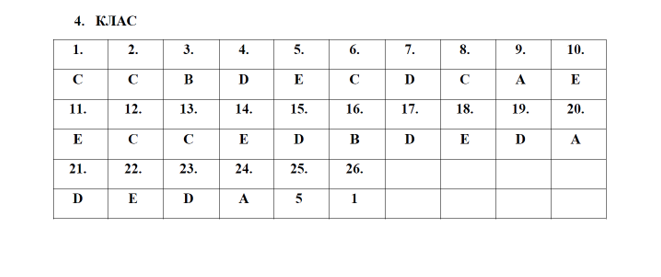 4. КЛАС
1. 2. 3. 4. 5. 6. 7. 8. 9. 10.
C C B D E C D C A E
11. 12. 13. 14. 15. 16. 17. 18. 19. 20.
E C C E D B D E D A
21. 22. 23. 24. 25. 26.
D E D A 5 1